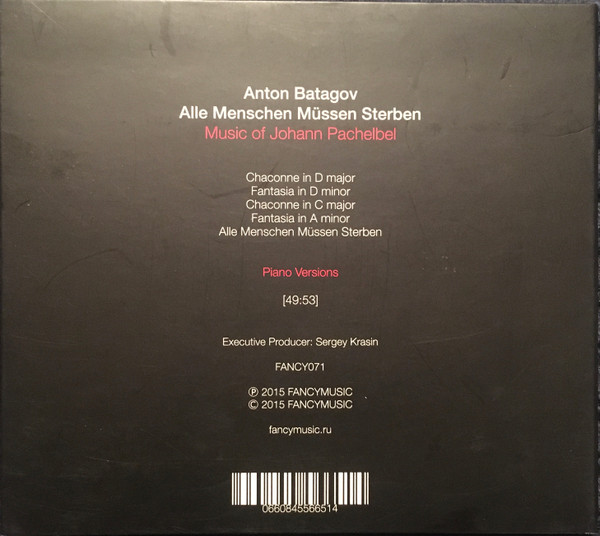 Anton Batagov
Alle Menschen Müssen Sterben
Music of Johann Pachelbel
Chaconne in D major
Fantasia in D minor
Chaconne in C major
Fantasia in A minor
Alle Menschen Müssen Sterben
Piano Versions
[49:53]
Executive Producer: Sergey Krasin
FANCY071
℗ 2015 FANCYMUSIC
© 2015 FANCYMUSIC
fancymusic.ru
0660845566514